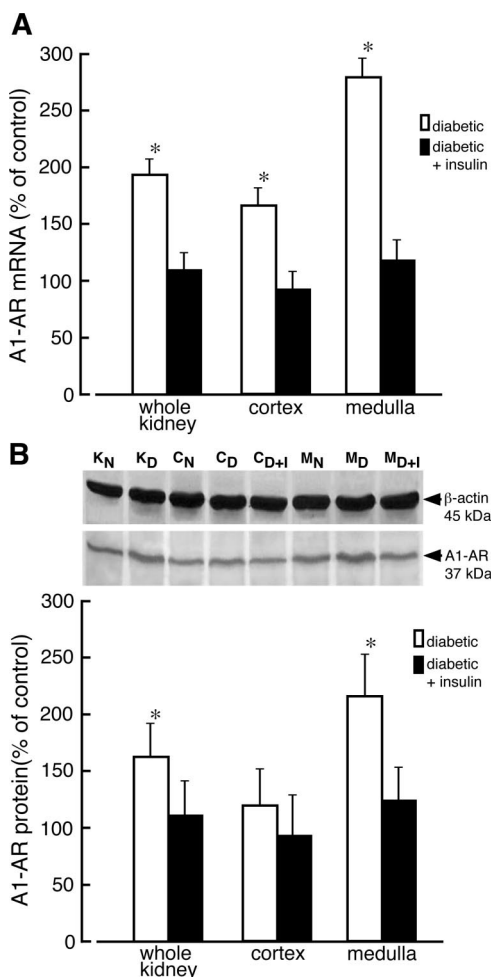 A
A1-AR mRNA (% of control)
300
250
200
150
100
50
0
*
*
*
diabetic
diabetic
+ insulin
whole
kidney
cortex
medulla
B
KN KD CN CD CD+I MN MD MD+I
β-actin
45 kDa
A1-AR
37 kDa
A1-AR protein(% of control)
300
250
200
150
100
50
0
*
*
diabetic
diabetic
+ insulin
whole
kidney
cortex
medulla